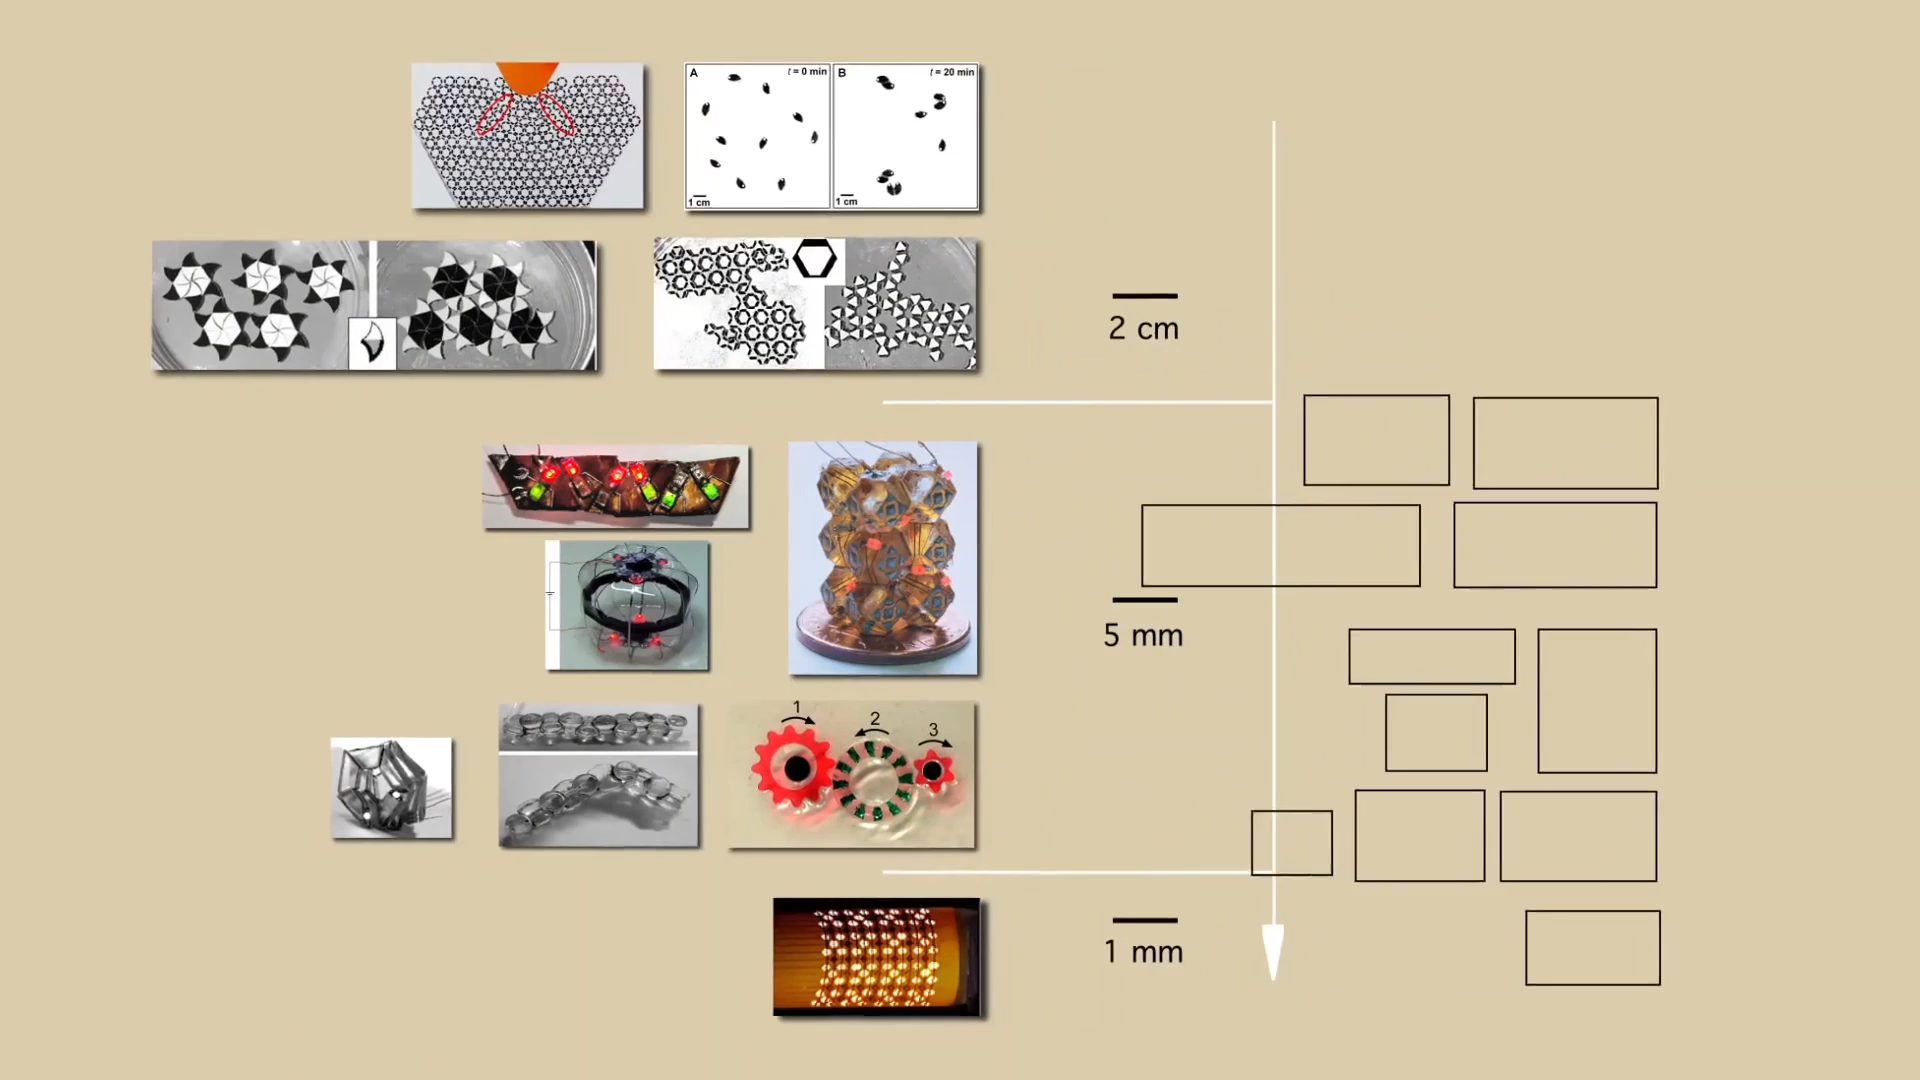 A
t = 0 min
B
t = 20 min
1 cm
1 cm
2 cm
5 mm
1
2
3
1 mm